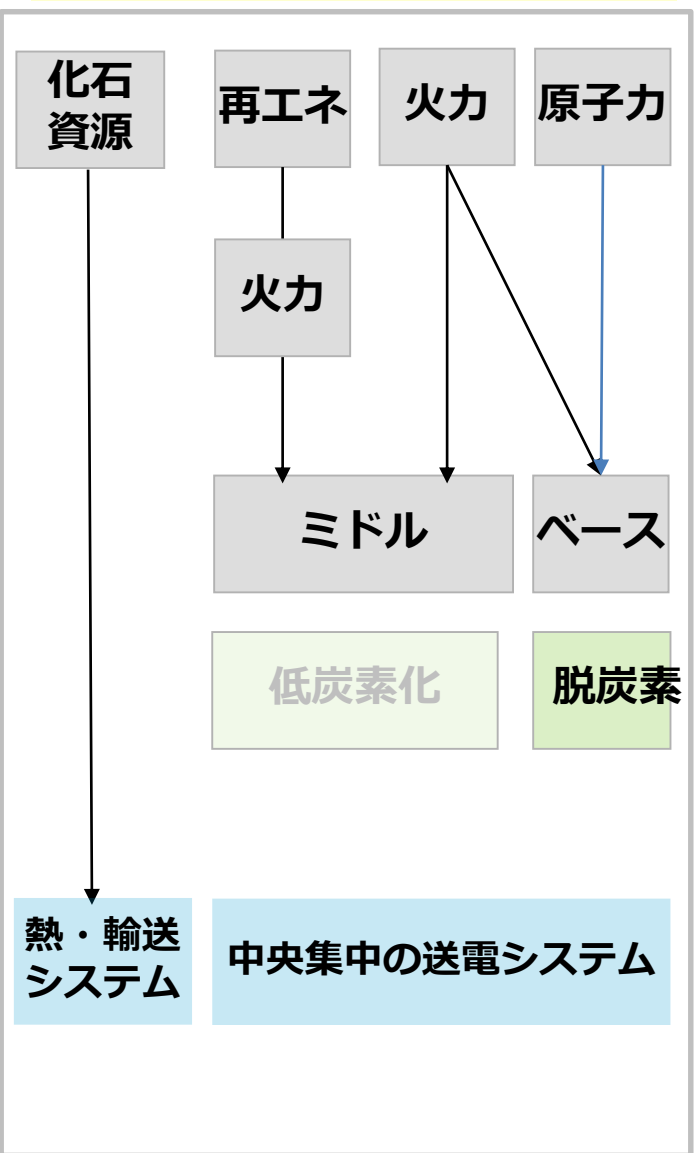 化石
資源
再エネ
火力
原子力
火力
ミドル
ベース
低炭素化
脱炭素
熱・輸送
システム
中央集中の送電システム